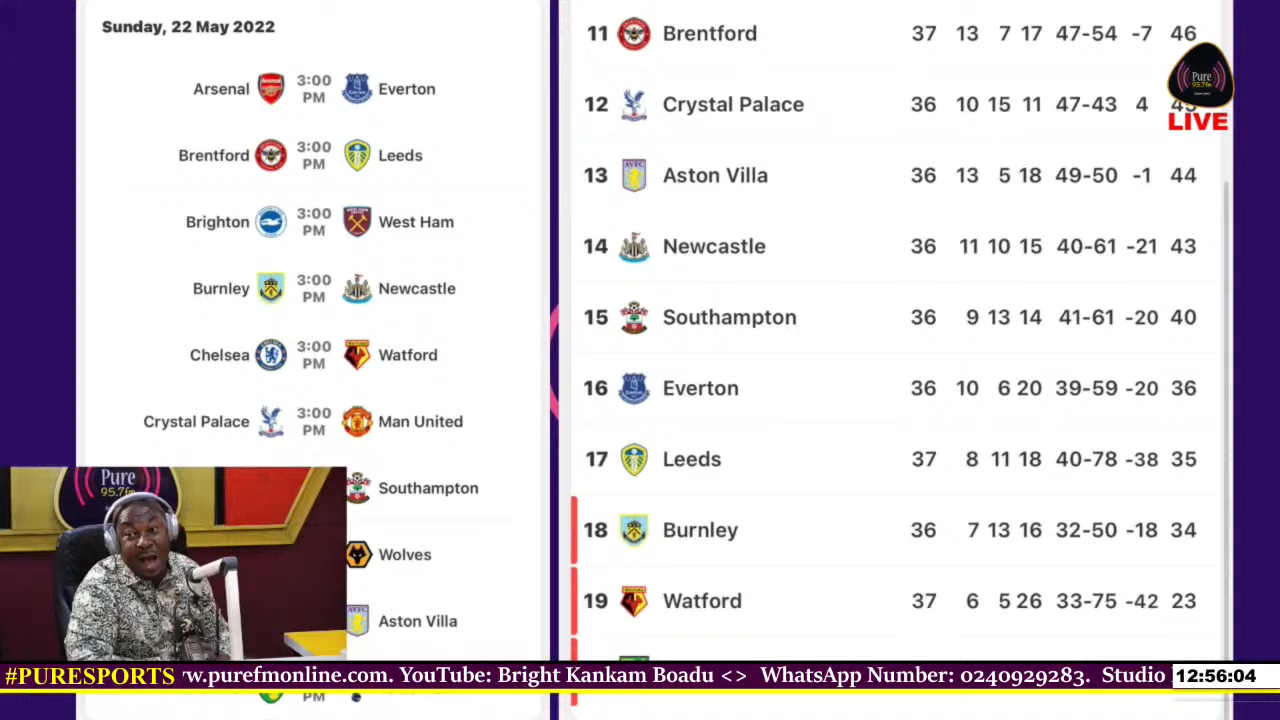 Sunday, 22 May 2022
Arsenal 3:00 PM Everton
Brentford 3:00 PM Leeds
Brighton 3:00 PM West Ham
Burnley 3:00 PM Newcastle
Chelsea 3:00 PM Watford
Crystal Palace 3:00 PM Man United
Southampton
Wolves
Aston Villa
PM
11 Brentford 37 13 7 17 47-54 -7 46
12 Crystal Palace 36 10 15 11 47-43 4 45
13 Aston Villa 36 13 5 18 49-50 -1 44
14 Newcastle 36 11 10 15 40-61 -21 43
15 Southampton 36 9 13 14 41-61 -20 40
16 Everton 36 10 6 20 39-59 -20 36
17 Leeds 37 8 11 18 40-78 -38 35
18 Burnley 36 7 13 16 32-50 -18 34
19 Watford 37 6 5 26 33-75 -42 23
Pure
95.7fm
LIVE
Pure
95.7fm
#PURESPORTS w.purefmonline.com. YouTube: Bright Kankam Boadu <> WhatsApp Number: 0240929283. Studio
12:56:04